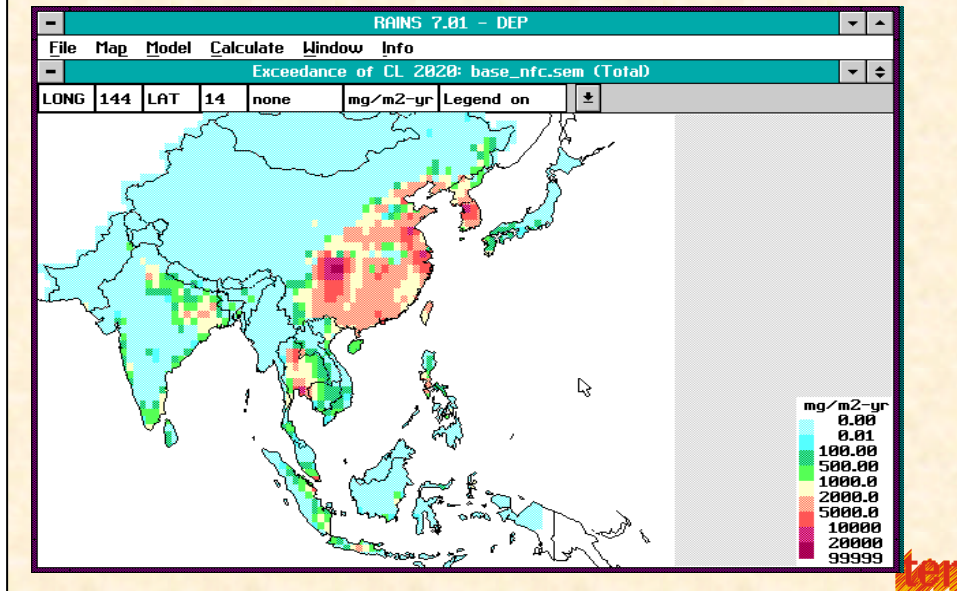 RAINS 7.01 - DEP
File Map Model Calculate Window Info
Exceedance of CL 2020: base_nfc.sem (Total)
LONG 144 LAT 14 none mg/m2-yr Legend on
mg/m2-yr
0.00
0.01
100.00
500.00
1000.0
2000.0
5000.0
10000
20000
99999
ter